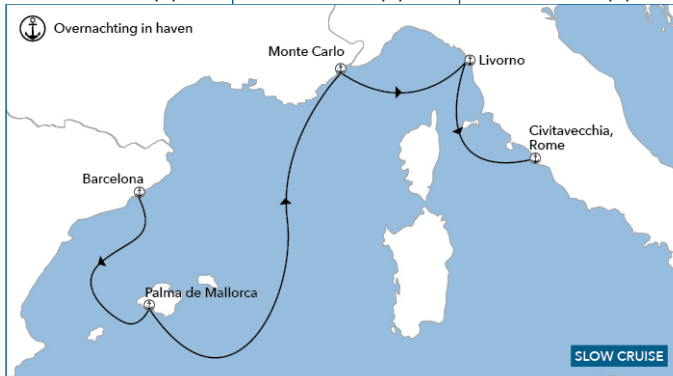 Overnachting in haven
Monte Carlo
Livorno
Civitavecchia,
Rome
Barcelona
Palma de Mallorca
SLOW CRUISE